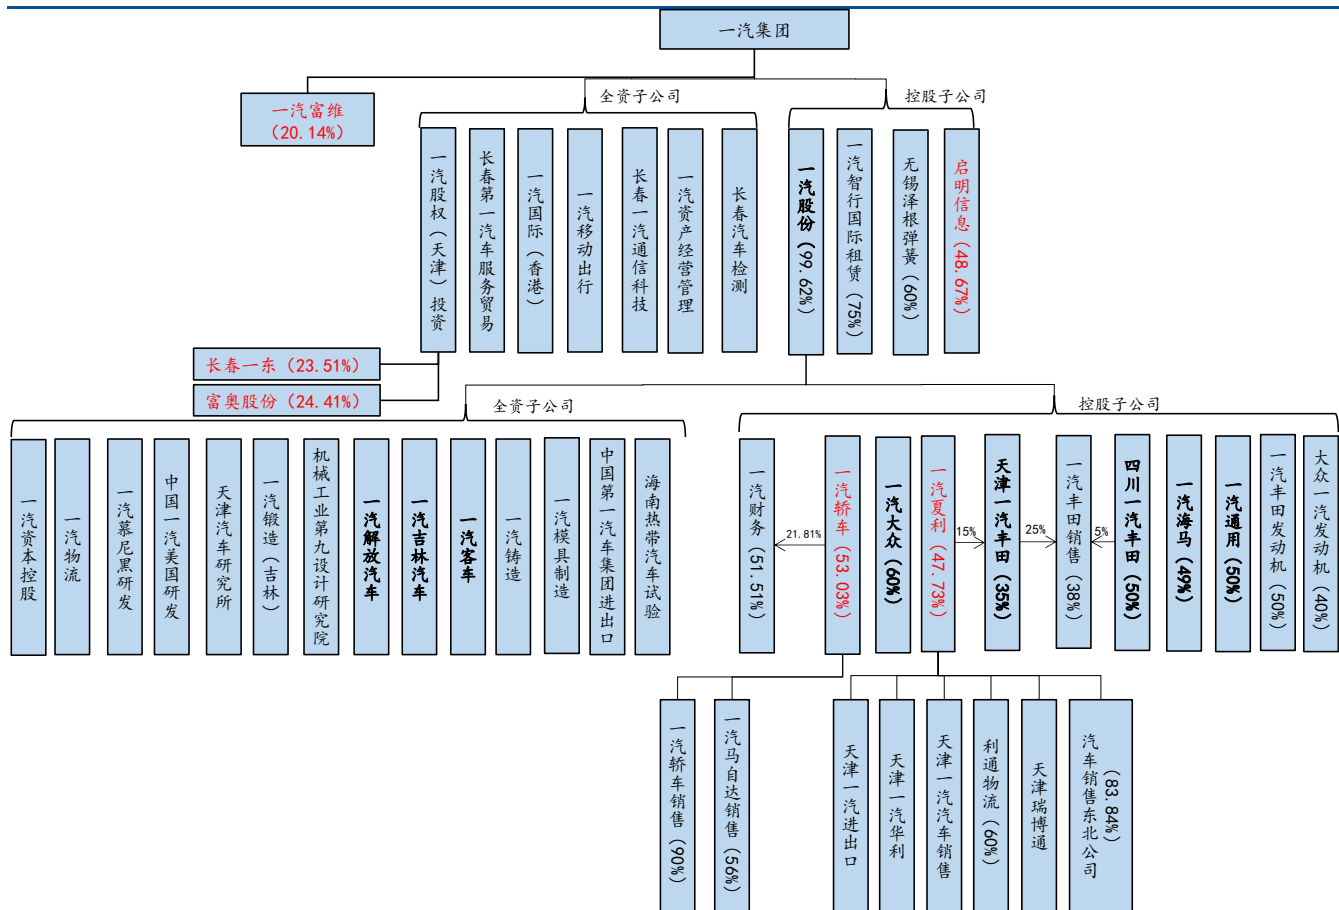 一汽集团
一汽富维
(20.14%)
全资子公司
控股子公司
一汽股权（天津）投资
长春第一汽车服务贸易
一汽国际（香港）
一汽移动出行
长春一汽通信科技
一汽资产经营管理
长春汽车检测
一汽股份 (99.62%)
一汽智行国际租赁 (75%)
无锡泽根弹簧 (60%)
启明信息 (48.67%)
长春一东 (23.51%)
富奥股份 (24.41%)
全资子公司
控股子公司
一汽资本控股
一汽物流
一汽慕尼黑研发
中国一汽美国研发
天津汽车研究所
一汽锻造（吉林）
机械工业第九设计研究院
一汽解放汽车
一汽吉林汽车
一汽客车
一汽铸造
一汽模具制造
中国第一汽车集团进出口
海南热带汽车试验
一汽财务 (51.51%)
21.81%
一汽轿车 (53.03%)
一汽大众 (60%)
一汽夏利 (47.73%)
15%
天津一汽丰田 (35%)
25%
一汽丰田销售 (38%)
5%
四川一汽丰田 (50%)
一汽海马 (49%)
一汽通用 (50%)
一汽丰田发动机 (50%)
大众一汽发动机 (40%)
一汽轿车销售 (90%)
一汽马自达销售 (56%)
天津一汽进出口
天津一汽华利
天津一汽汽车销售
利通物流 (60%)
天津瑞博通
汽车销售东北公司
(83.84%)